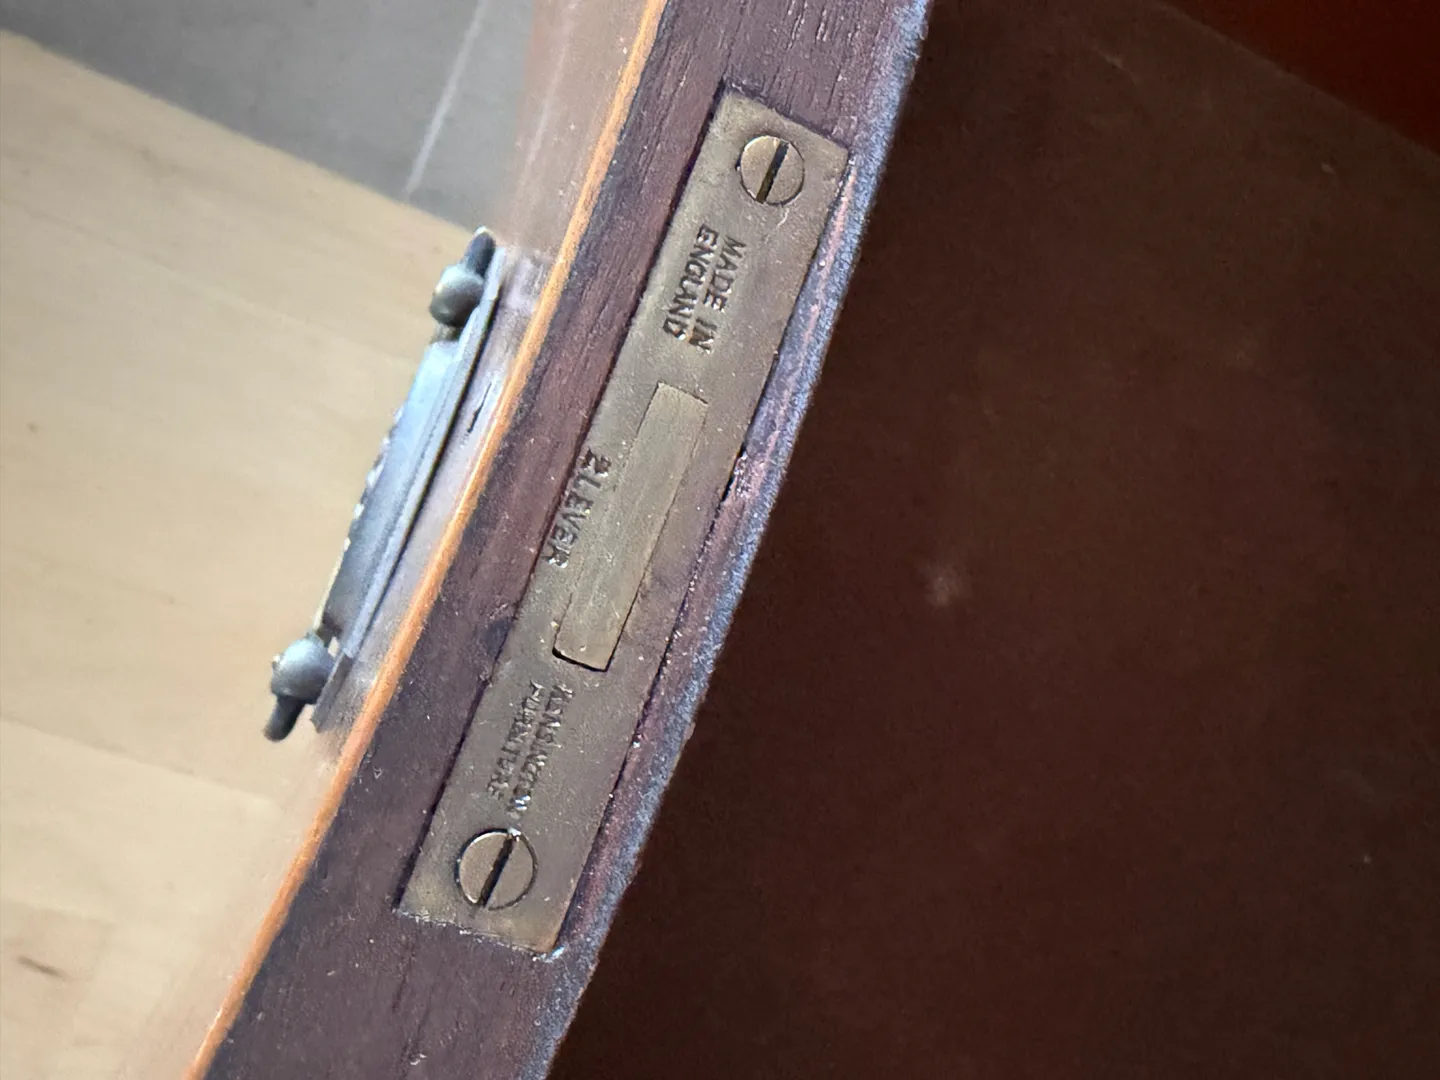 MADE IN
ENGLAND
2 LEVER
KENSINGTON
FURNITURE